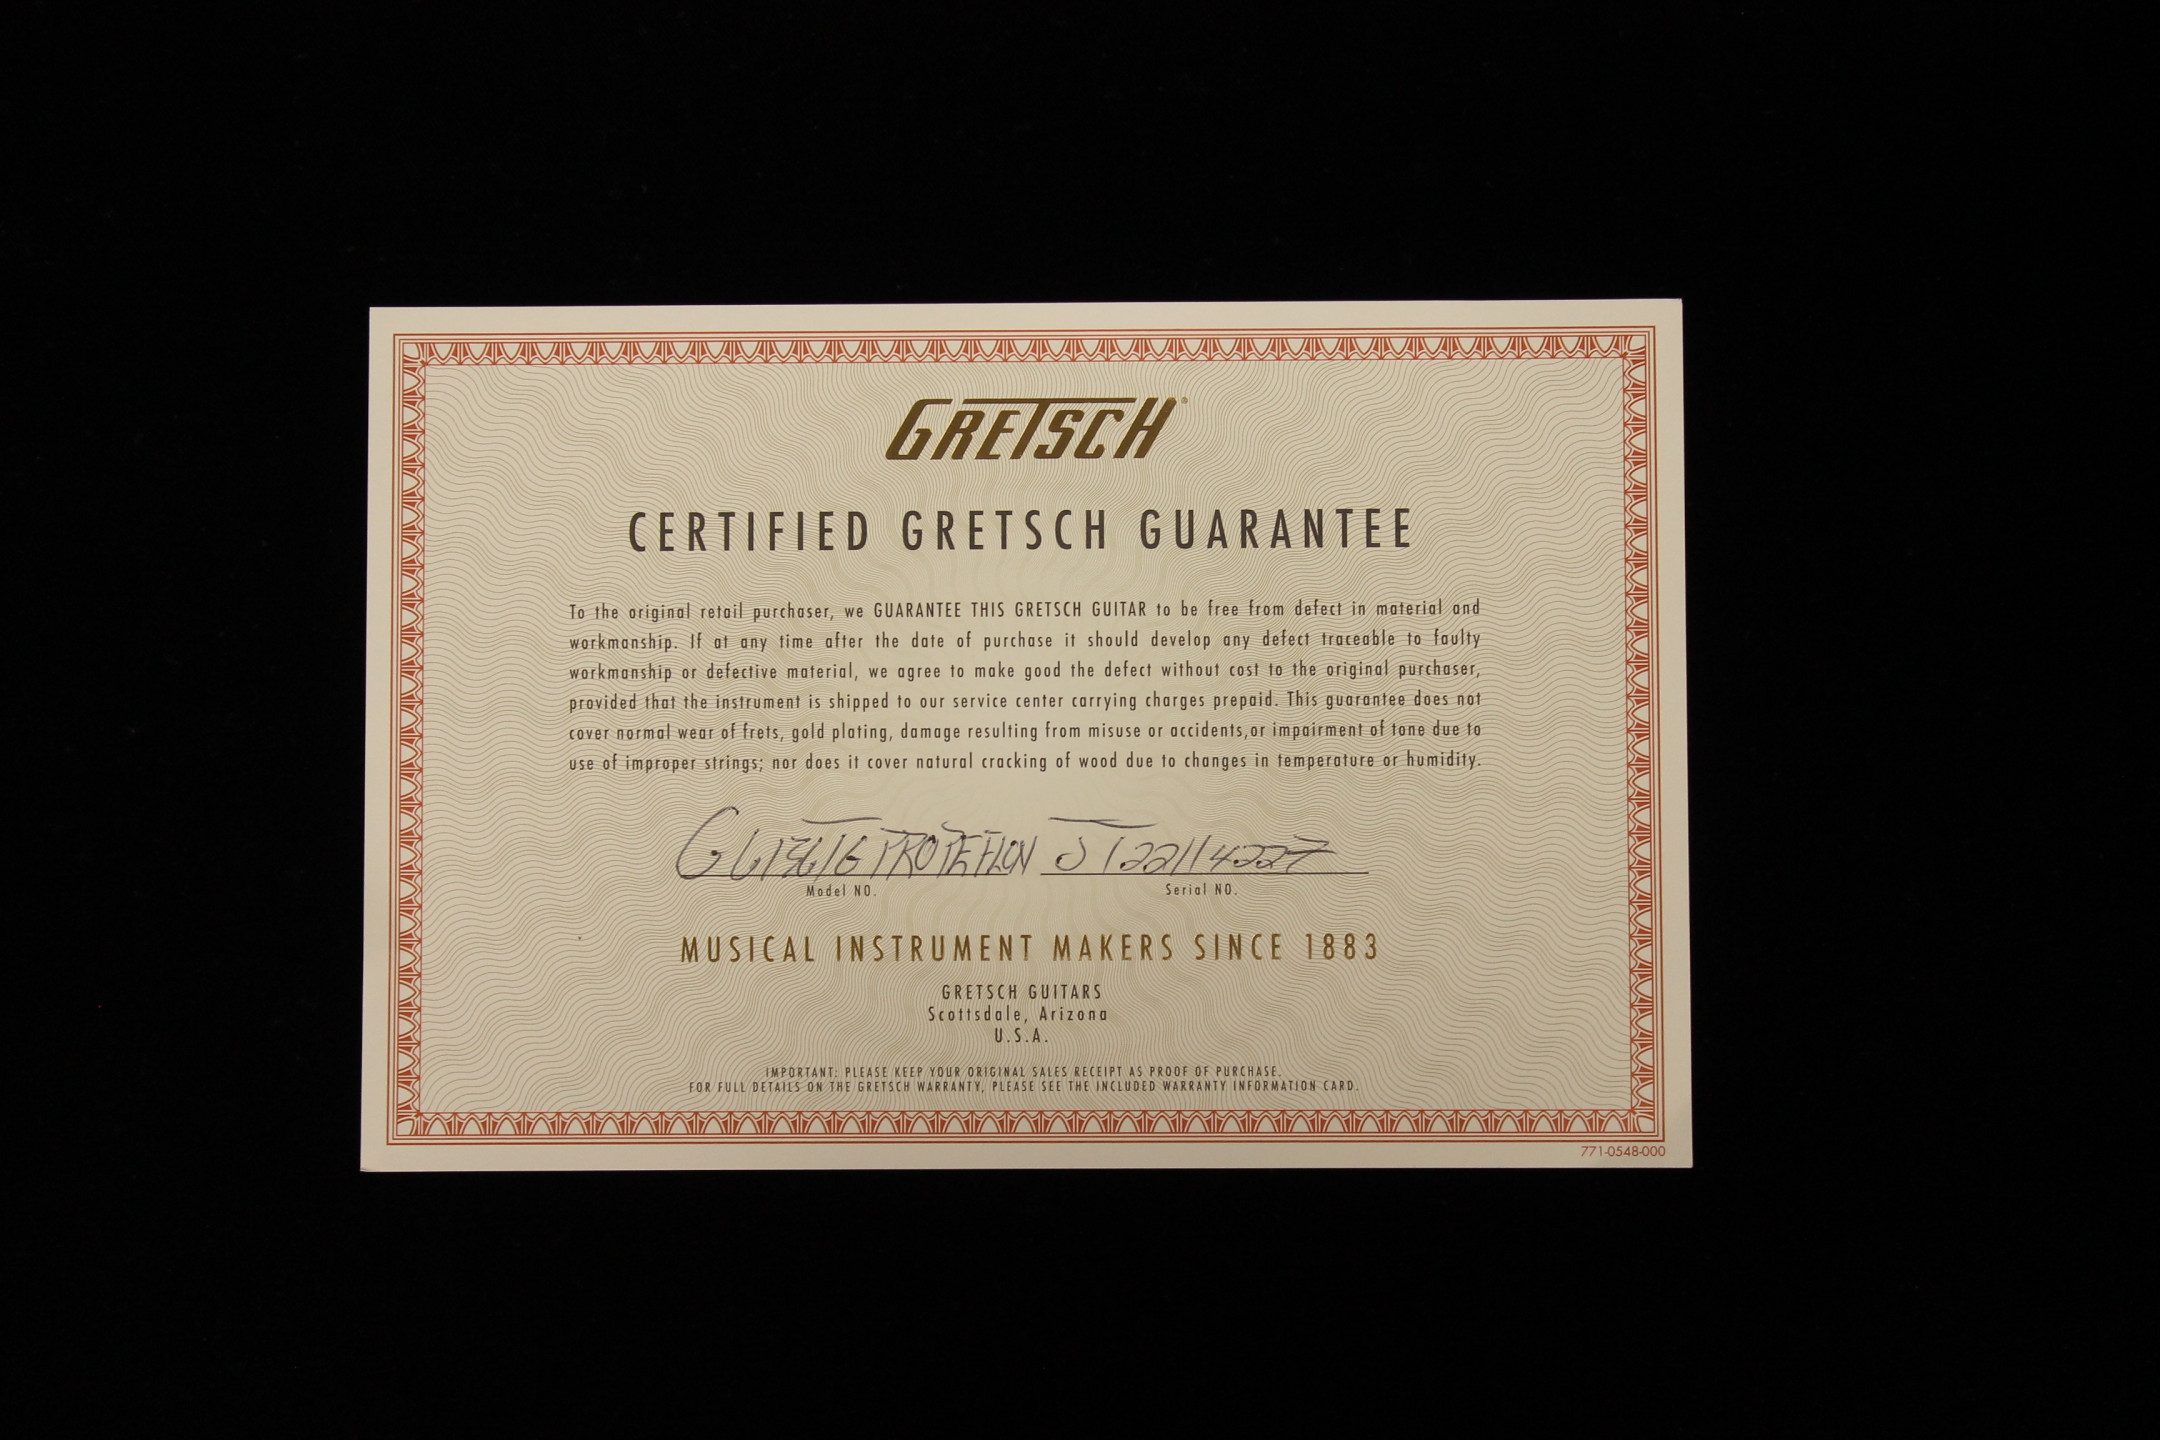 GRETSCH®
CERTIFIED GRETSCH GUARANTEE
To the original retail purchaser, we GUARANTEE THIS GRETSCH GUITAR to be free from defect in material and
workmanship. If at any time after the date of purchase it should develop any defect traceable to faulty
workmanship or defective material, we agree to make good the defect without cost to the original purchaser,
provided that the instrument is shipped to our service center carrying charges prepaid. This guarantee does not
cover normal wear of frets, gold plating, damage resulting from misuse or accidents,or impairment of tone due to
use of improper strings; nor does it cover natural cracking of wood due to changes in temperature or humidity.
JT22114227
Model NO. Serial NO.
MUSICAL INSTRUMENT MAKERS SINCE 1883
GRETSCH GUITARS
Scottsdale, Arizona
U.S.A.
IMPORTANT: PLEASE KEEP YOUR ORIGINAL SALES RECEIPT AS PROOF OF PURCHASE.
FOR FULL DETAILS ON THE GRETSCH WARRANTY, PLEASE SEE THE INCLUDED WARRANTY INFORMATION CARD.
771-0548-000